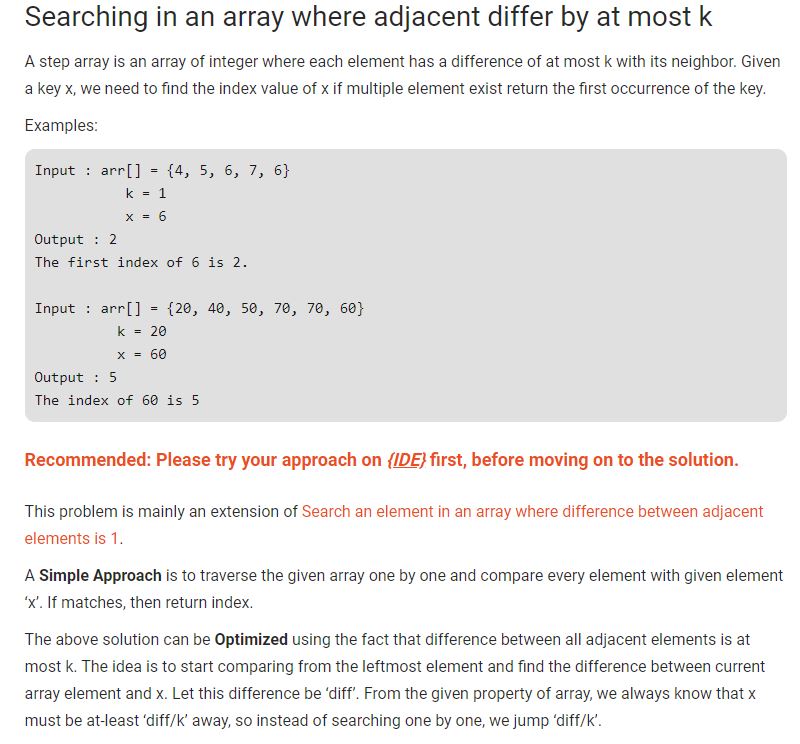 Searching in an array where adjacent differ by at most k
A step array is an array of integer where each element has a difference of at most k with its neighbor. Given
a key x, we need to find the index value of x if multiple element exist return the first occurrence of the key.
Examples:
Input : arr[] = {4, 5, 6, 7, 6}
k = 1
x = 6
Output : 2
The first index of 6 is 2.
Input : arr[] = {20, 40, 50, 70, 70, 60}
k = 20
x = 60
Output : 5
The index of 60 is 5
Recommended: Please try your approach on {IDE} first, before moving on to the solution.
This problem is mainly an extension of Search an element in an array where difference between adjacent
elements is 1.
A Simple Approach is to traverse the given array one by one and compare every element with given element
‘x’. If matches, then return index.
The above solution can be Optimized using the fact that difference between all adjacent elements is at
most k. The idea is to start comparing from the leftmost element and find the difference between current
array element and x. Let this difference be ‘diff’. From the given property of array, we always know that x
must be at-least ‘diff/k’ away, so instead of searching one by one, we jump ‘diff/k’.